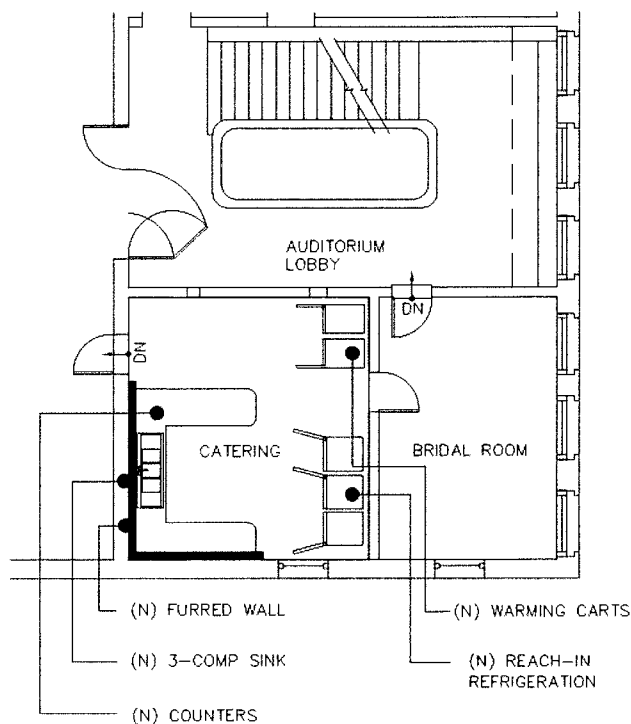 AUDITORIUM
LOBBY
DN
DN
CATERING
BRIDAL ROOM
(N) FURRED WALL
(N) WARMING CARTS
(N) 3-COMP SINK
(N) REACH-IN
REFRIGERATION
(N) COUNTERS